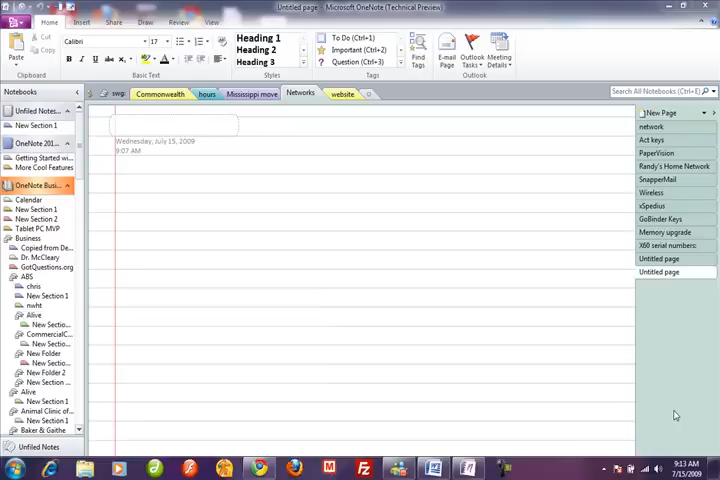 Untitled page - Microsoft OneNote (Technical Preview)
Home Insert Share Draw Review View
Paste
Cut
Copy
Clipboard
Calibri 17
B I U
Basic Text
Heading 1
Heading 2
Heading 3
Styles
To Do (Ctrl+1)
Important (Ctrl+2)
Question (Ctrl+3)
Tags
Find Tags
E-mail Page
Outlook Tasks
Meeting Details
Outlook
Notebooks
swg:
Commonwealth
hours
Mississippi move
Networks
website
Search All Notebooks (Ctrl+E)
Unfiled Notes...
New Section 1
OneNote 201...
Getting Started wi...
More Cool Features
OneNote Busi...
Calendar
New Section 1
New Section 2
Tablet PC MVP
Business
Copied from De...
Dr. McCleary
GotQuestions.org
ABS
chris
New Section 1
nwht
Alive
New Sectio...
CommercialC...
New Sectio...
New Folder
New Sectio...
New Folder 2
New Section ...
Alive
New Section 1
Animal Clinic of...
New Section 1
Baker & Gaithe
Unfiled Notes
Wednesday, July 15, 2009
9:07 AM
New Page
network
Act keys
PaperVision
Randy's Home Network
SnapperMail
Wireless
xSpedius
GoBinder Keys
Memory upgrade
X60 serial numbers:
Untitled page
Untitled page
9:13 AM
7/15/2009